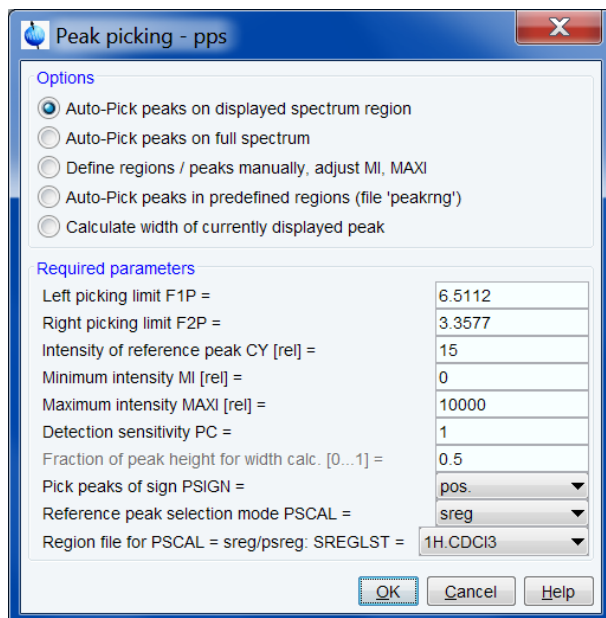 Peak picking - pps
Options
Auto-Pick peaks on displayed spectrum region
Auto-Pick peaks on full spectrum
Define regions / peaks manually, adjust MI, MAXI
Auto-Pick peaks in predefined regions (file 'peakrng')
Calculate width of currently displayed peak
Required parameters
Left picking limit F1P = 6.5112
Right picking limit F2P = 3.3577
Intensity of reference peak CY [rel] = 15
Minimum intensity MI [rel] = 0
Maximum intensity MAXI [rel] = 10000
Detection sensitivity PC = 1
Fraction of peak height for width calc. [0...1] = 0.5
Pick peaks of sign PSIGN = pos.
Reference peak selection mode PSCAL = sreg
Region file for PSCAL = sreg/psreg: SREGLST = 1H.CDCl3
OK Cancel Help